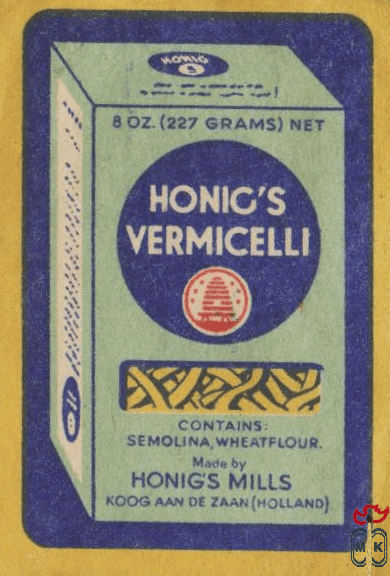 HONIG
8 OZ. (227 GRAMS) NET
HONIG'S
VERMICELLI
CONTAINS:
SEMOLINA, WHEATFLOUR.
Made by
HONIG'S MILLS
KOOG AAN DE ZAAN (HOLLAND)
M K